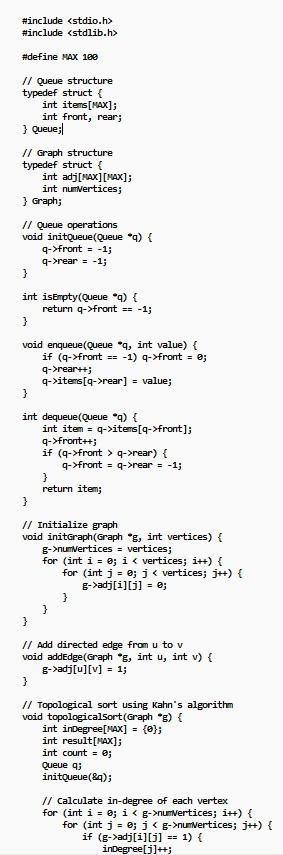 #include <stdio.h>
#include <stdlib.h>

#define MAX 100

// Queue structure
typedef struct {
    int items[MAX];
    int front, rear;
} Queue;

// Graph structure
typedef struct {
    int adj[MAX][MAX];
    int numVertices;
} Graph;

// Queue operations
void initQueue(Queue *q) {
    q->front = -1;
    q->rear = -1;
}

int isEmpty(Queue *q) {
    return q->front == -1;
}

void enqueue(Queue *q, int value) {
    if (q->front == -1) q->front = 0;
    q->rear++;
    q->items[q->rear] = value;
}

int dequeue(Queue *q) {
    int item = q->items[q->front];
    q->front++;
    if (q->front > q->rear) {
        q->front = q->rear = -1;
    }
    return item;
}

// Initialize graph
void initGraph(Graph *g, int vertices) {
    g->numVertices = vertices;
    for (int i = 0; i < vertices; i++) {
        for (int j = 0; j < vertices; j++) {
            g->adj[i][j] = 0;
        }
    }
}

// Add directed edge from u to v
void addEdge(Graph *g, int u, int v) {
    g->adj[u][v] = 1;
}

// Topological sort using Kahn's algorithm
void topologicalSort(Graph *g) {
    int inDegree[MAX] = {0};
    int result[MAX];
    int count = 0;
    Queue q;
    initQueue(&q);

    // Calculate in-degree of each vertex
    for (int i = 0; i < g->numVertices; i++) {
        for (int j = 0; j < g->numVertices; j++) {
            if (g->adj[i][j] == 1) {
                inDegree[j]++;